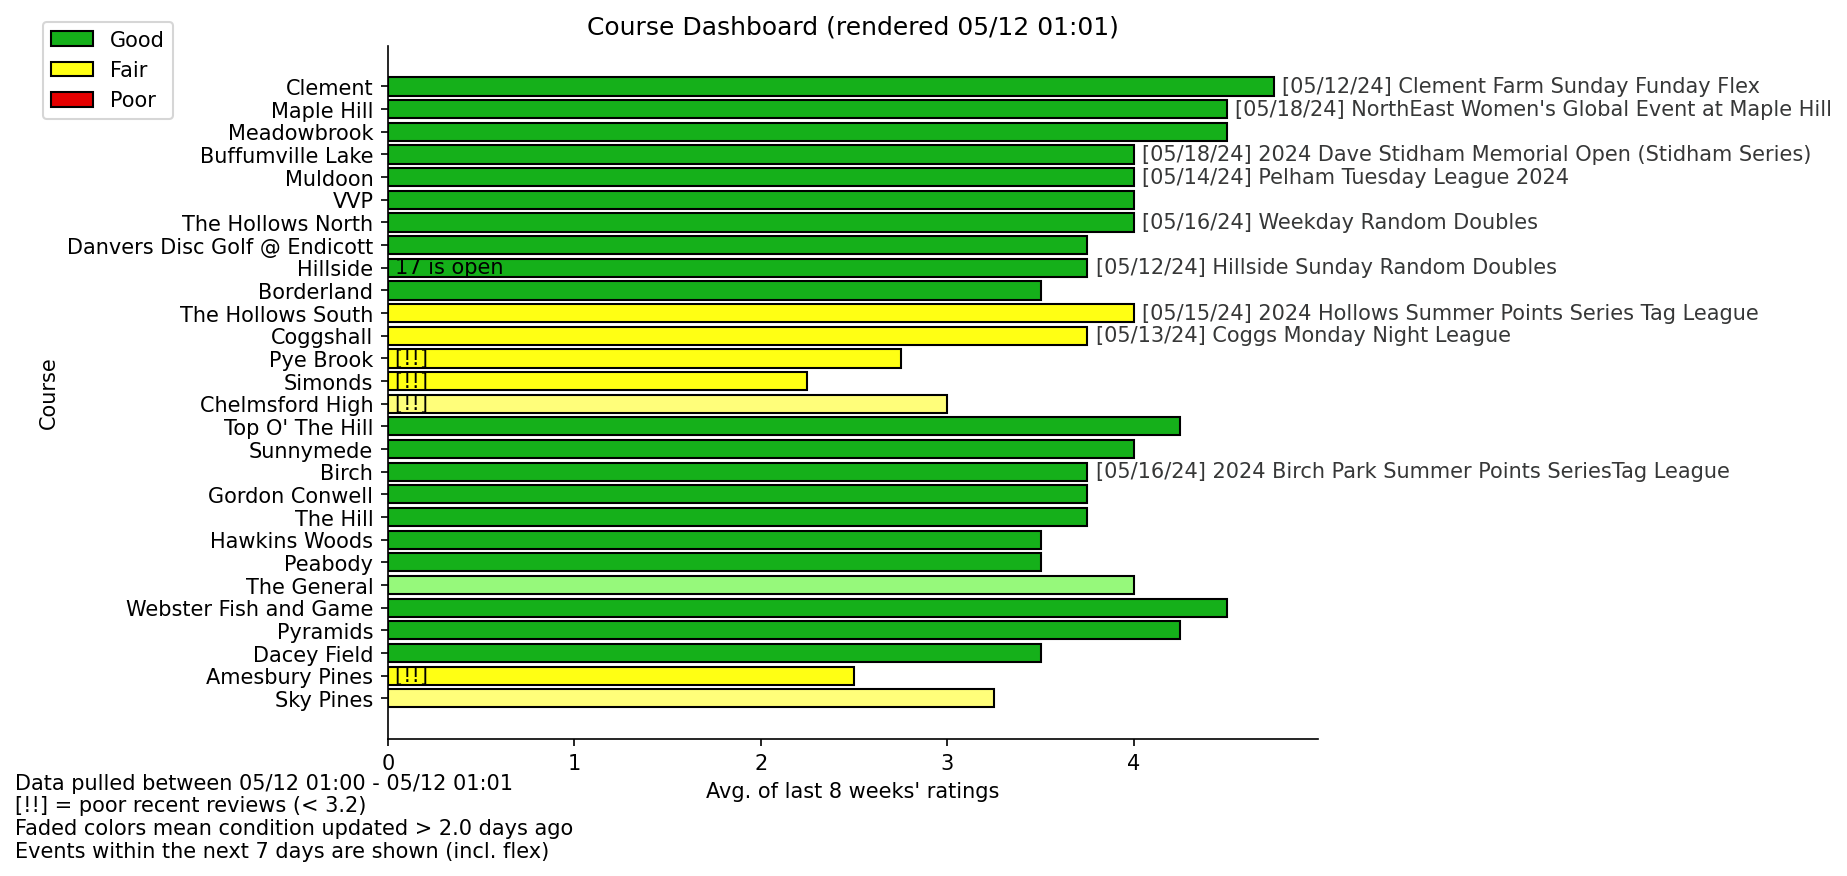 Course Dashboard (rendered 05/12 01:01)
Good
Fair
Poor
Clement [05/12/24] Clement Farm Sunday Funday Flex
Maple Hill [05/18/24] NorthEast Women's Global Event at Maple Hill
Meadowbrook
Buffumville Lake [05/18/24] 2024 Dave Stidham Memorial Open (Stidham Series)
Muldoon [05/14/24] Pelham Tuesday League 2024
VVP
The Hollows North [05/16/24] Weekday Random Doubles
Danvers Disc Golf @ Endicott
Hillside 17 is open [05/12/24] Hillside Sunday Random Doubles
Borderland
The Hollows South [05/15/24] 2024 Hollows Summer Points Series Tag League
Coggshall [05/13/24] Coggs Monday Night League
Pye Brook [!!]
Simonds [!!]
Chelmsford High [!!]
Top O' The Hill
Sunnymede
Birch [05/16/24] 2024 Birch Park Summer Points SeriesTag League
Gordon Conwell
The Hill
Hawkins Woods
Peabody
The General
Webster Fish and Game
Pyramids
Dacey Field
Amesbury Pines [!!]
Sky Pines
Course
0 1 2 3 4
Avg. of last 8 weeks' ratings
Data pulled between 05/12 01:00 - 05/12 01:01
[!!] = poor recent reviews (< 3.2)
Faded colors mean condition updated > 2.0 days ago
Events within the next 7 days are shown (incl. flex)